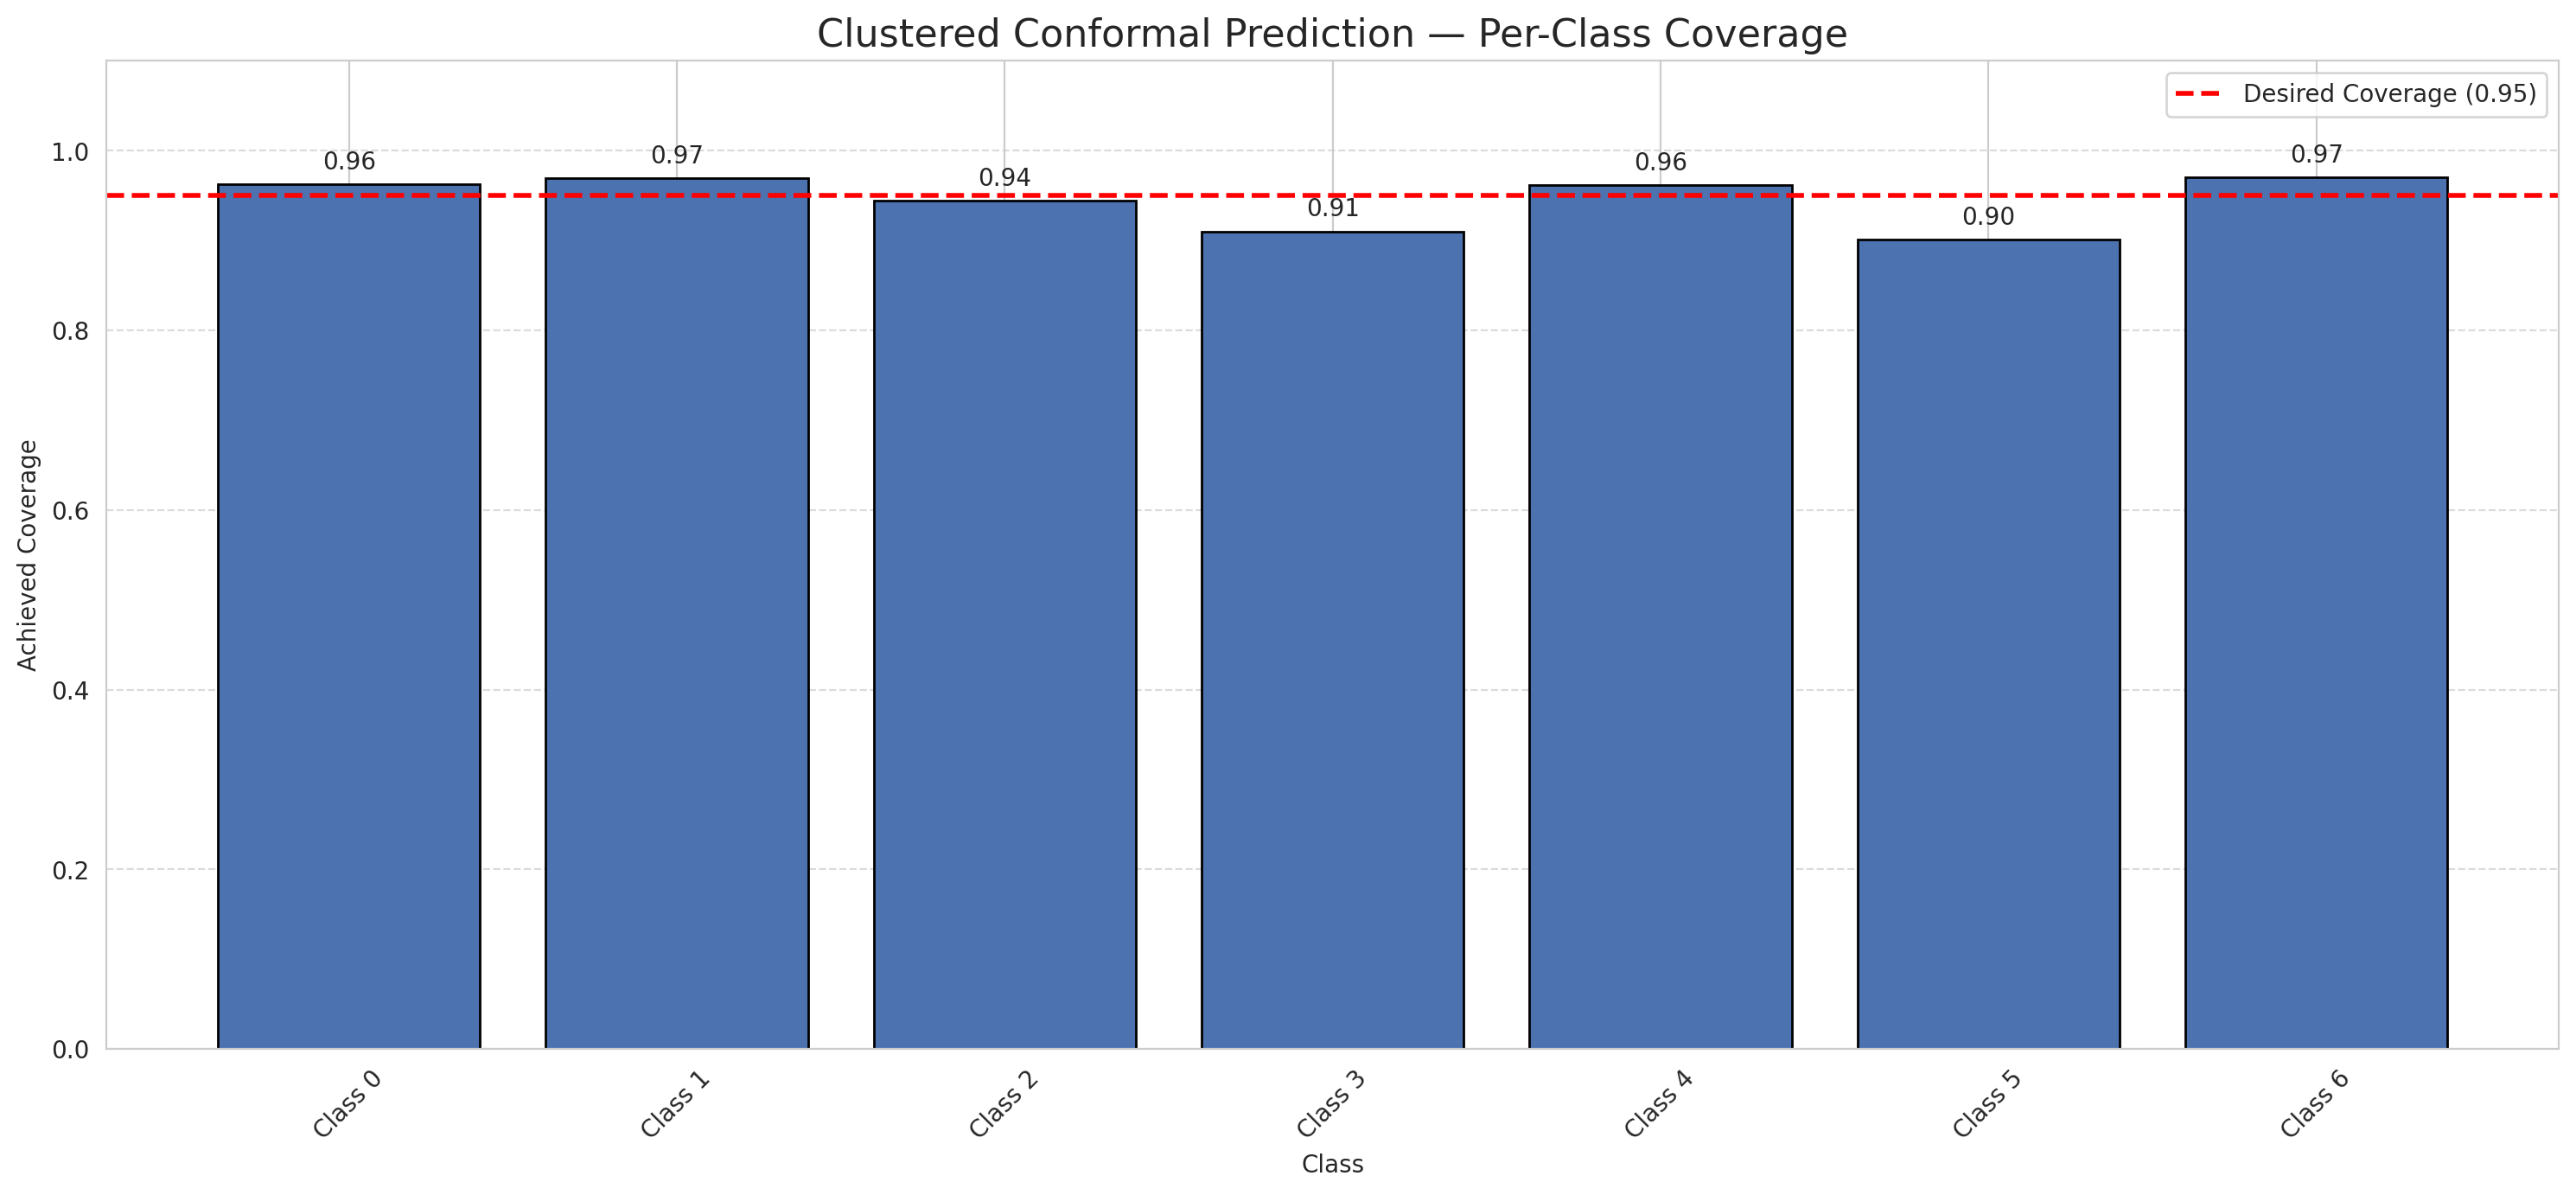 Clustered Conformal Prediction — Per-Class Coverage
Desired Coverage (0.95)
1.0
0.8
0.6
0.4
0.2
0.0
Achieved Coverage
0.96
0.97
0.94
0.91
0.96
0.90
0.97
Class 0
Class 1
Class 2
Class 3
Class 4
Class 5
Class 6
Class